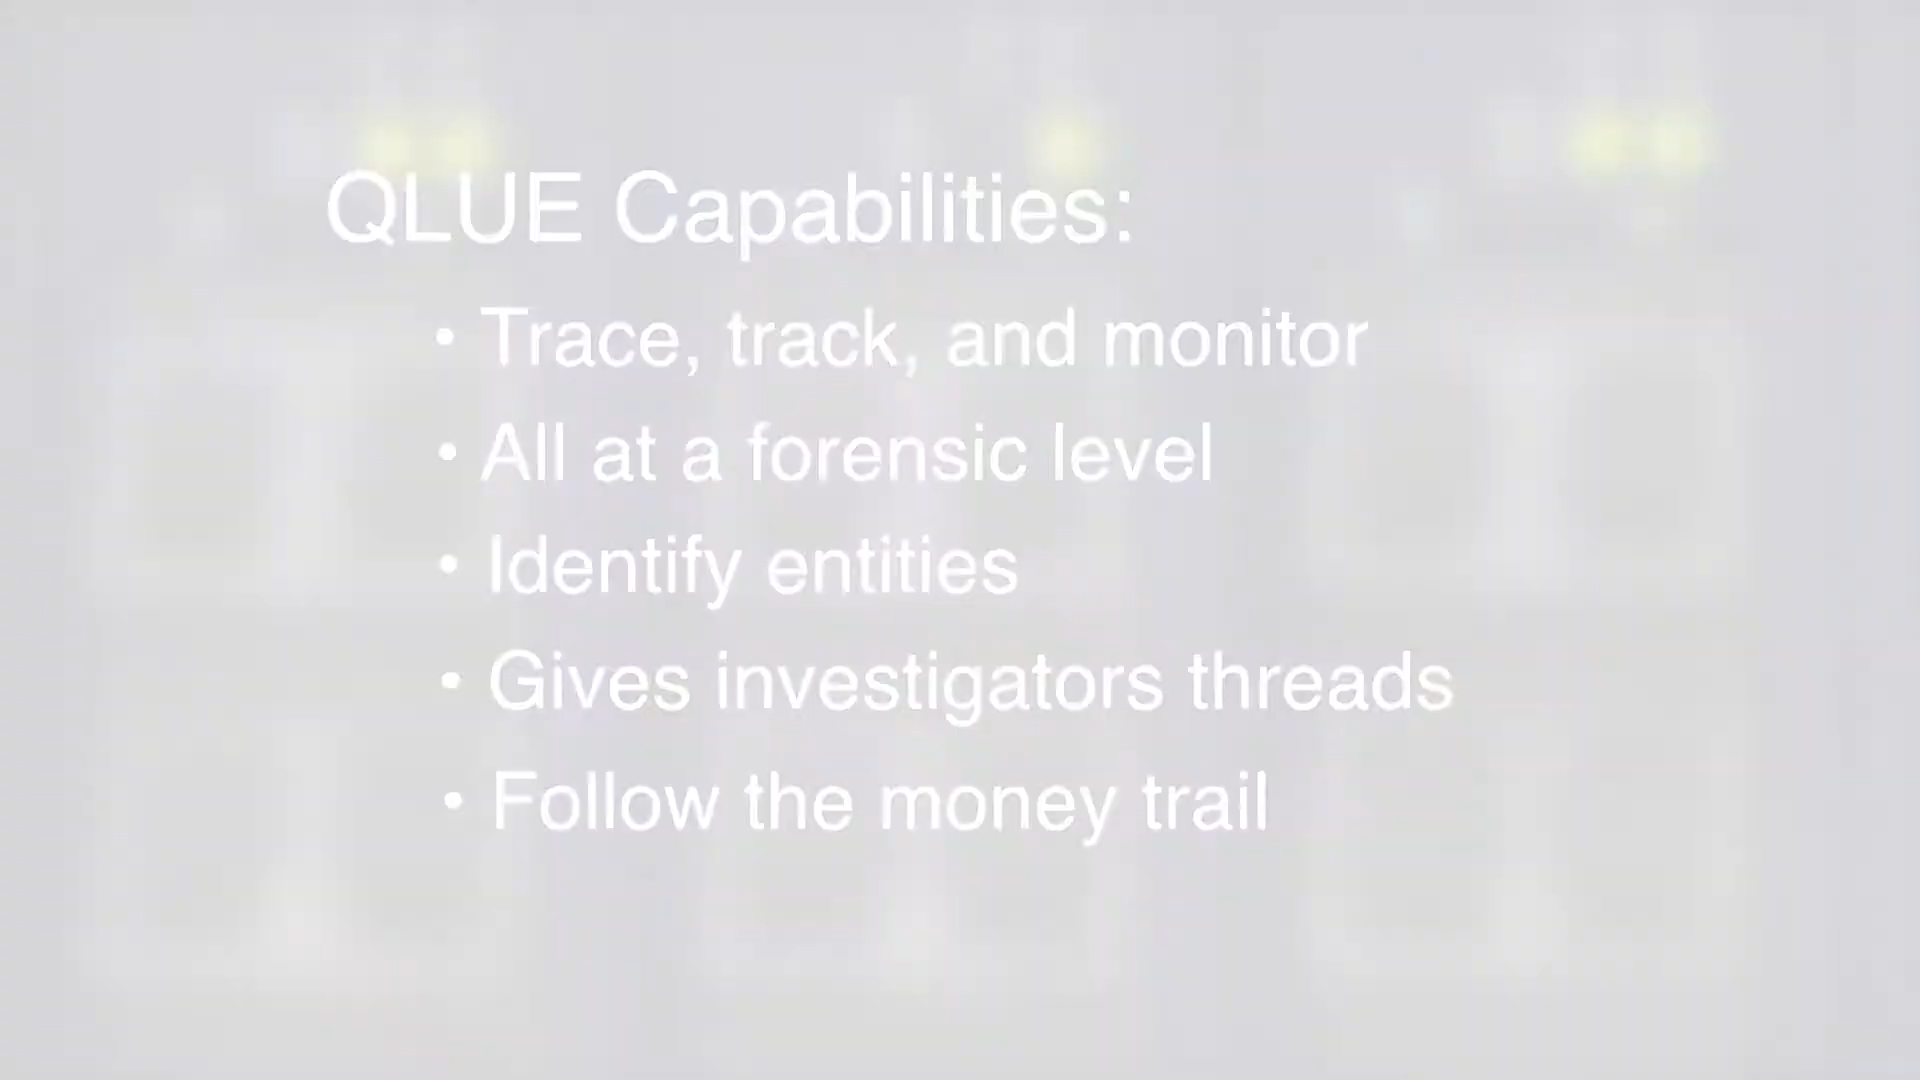 QLUE Capabilities:
• Trace, track, and monitor
• All at a forensic level
• Identify entities
• Gives investigators threads
• Follow the money trail